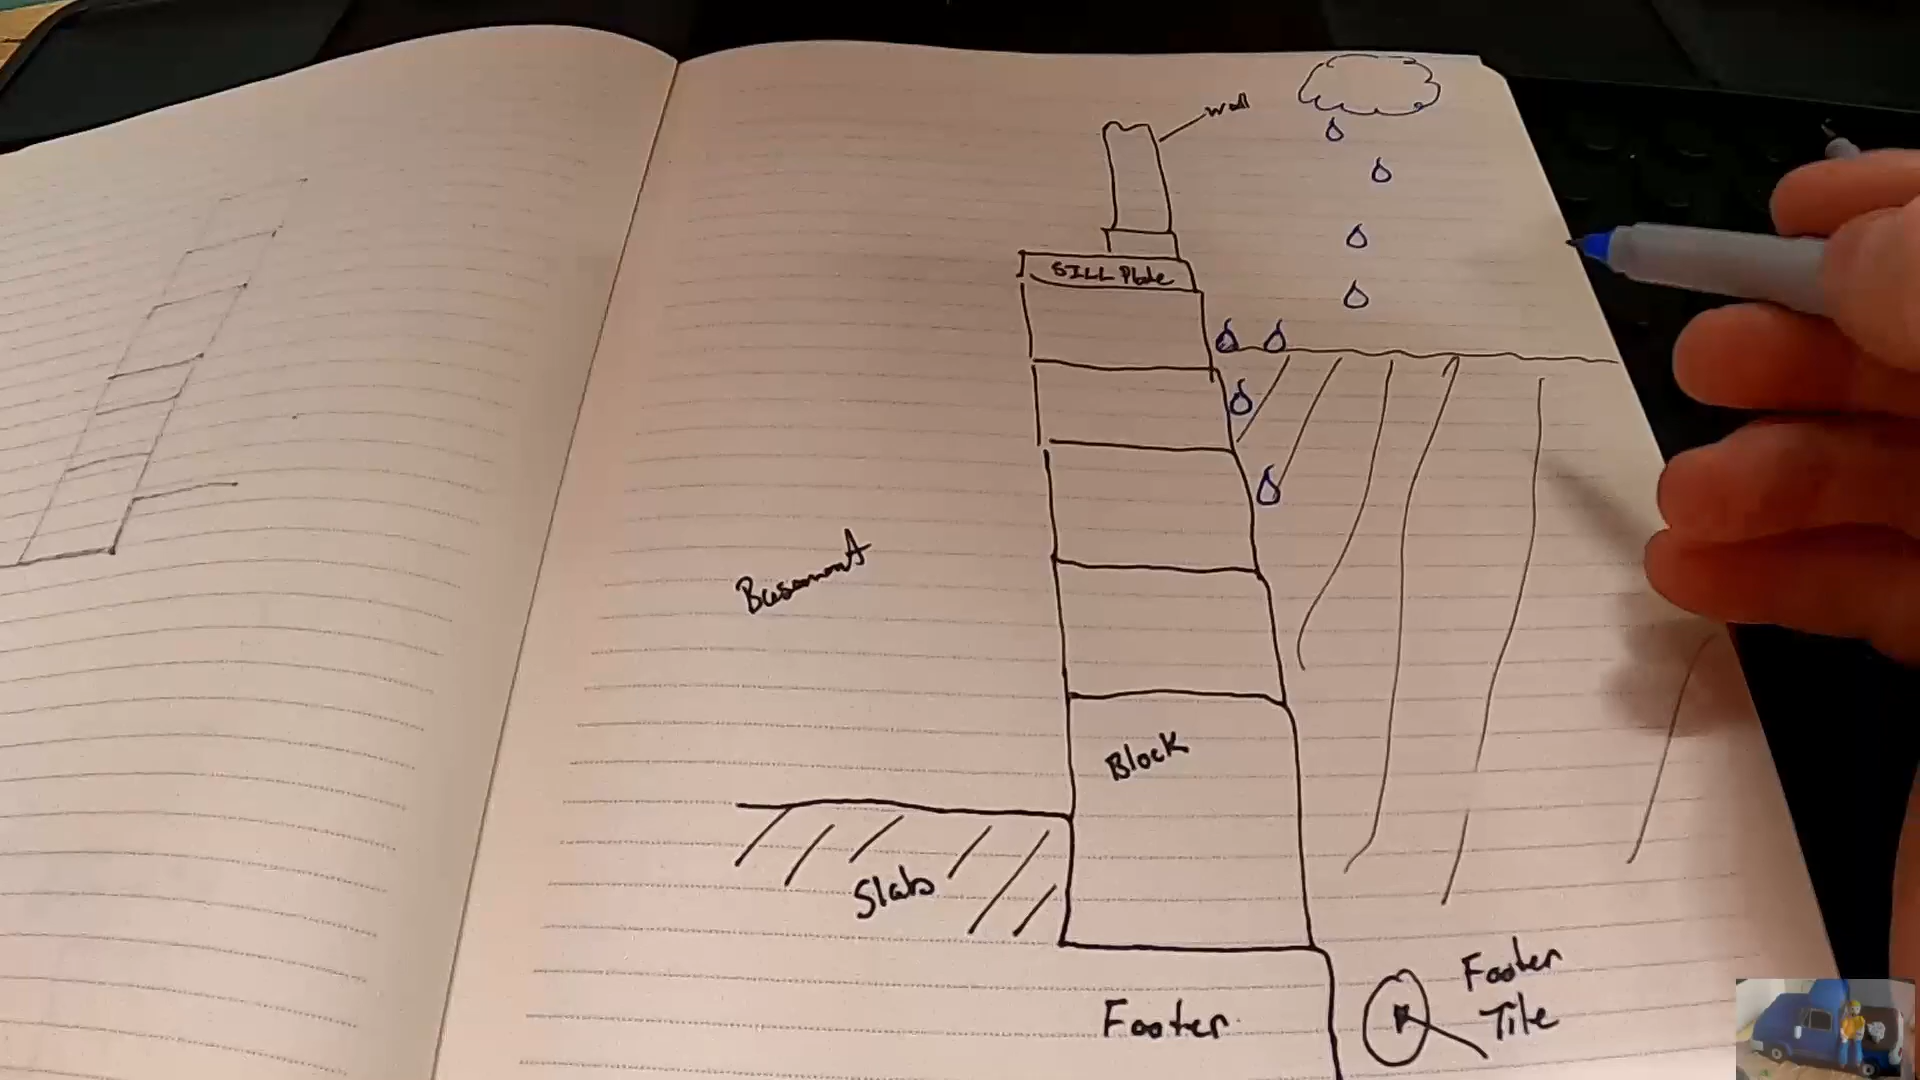 wall
SILL Plate
Basement
Block
Slab
Footer
Footer
Tile